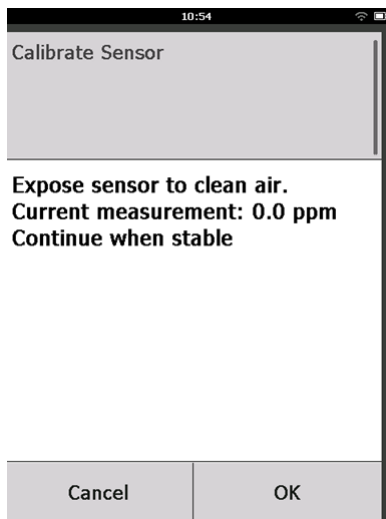 10:54
Calibrate Sensor
Expose sensor to clean air.
Current measurement: 0.0 ppm
Continue when stable
Cancel
OK